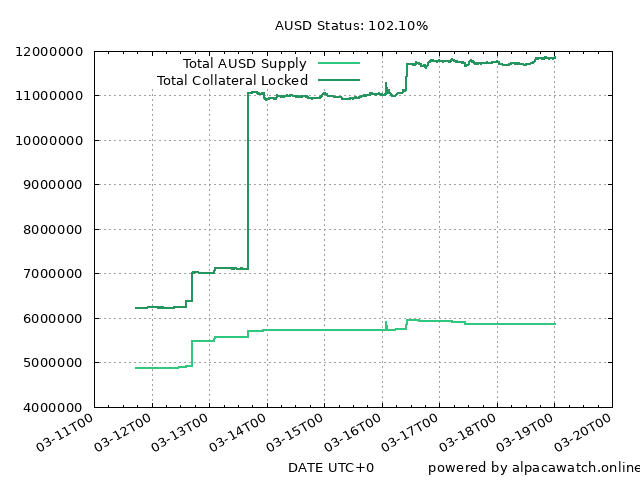 AUSD Status: 102.10%
12000000
11000000
10000000
9000000
8000000
7000000
6000000
5000000
4000000
Total AUSD Supply
Total Collateral Locked
03-11T00
03-12T00
03-13T00
03-14T00
03-15T00
03-16T00
03-17T00
03-18T00
03-19T00
03-20T00
DATE UTC+0
powered by alpacawatch.online